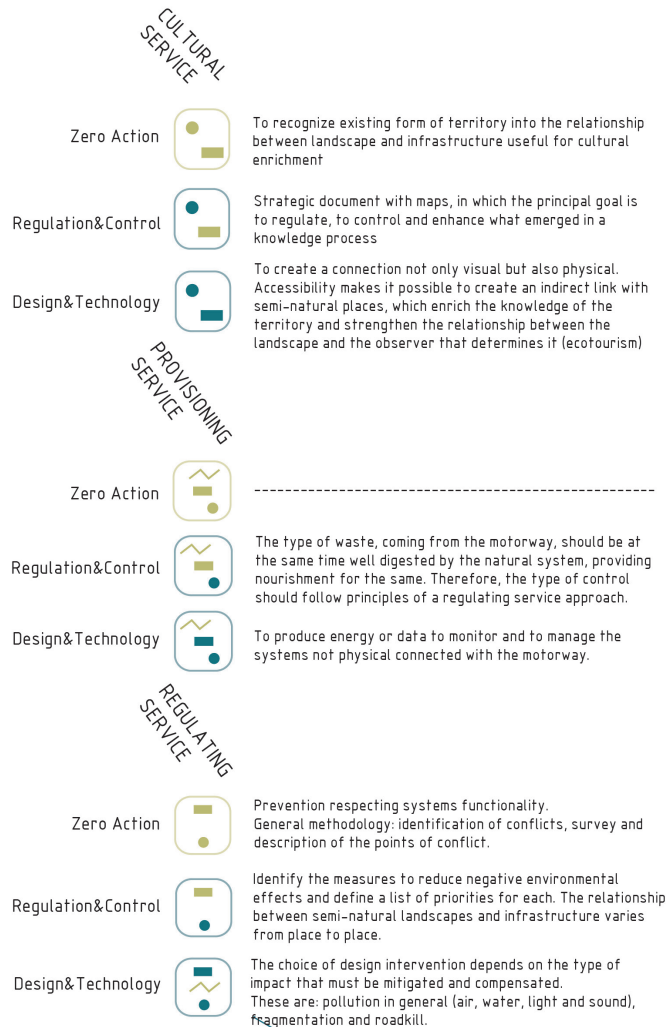 CULTURAL
SERVICE
Zero Action
To recognize existing form of territory into the relationship
between landscape and infrastructure useful for cultural
enrichment
Regulation&Control
Strategic document with maps, in which the principal goal is
to regulate, to control and enhance what emerged in a
knowledge process
Design&Technology
To create a connection not only visual but also physical.
Accessibility makes it possible to create an indirect link with
semi-natural places, which enrich the knowledge of the
territory and strengthen the relationship between the
landscape and the observer that determines it (ecotourism)
PROVISIONING
SERVICE
Zero Action
----------------------------------------------------
Regulation&Control
The type of waste, coming from the motorway, should be at
the same time well digested by the natural system, providing
nourishment for the same. Therefore, the type of control
should follow principles of a regulating service approach.
Design&Technology
To produce energy or data to monitor and to manage the
systems not physical connected with the motorway.
REGULATING
SERVICE
Zero Action
Prevention respecting systems functionality.
General methodology: identification of conflicts, survey and
description of the points of conflict.
Regulation&Control
Identify the measures to reduce negative environmental
effects and define a list of priorities for each. The relationship
between semi-natural landscapes and infrastructure varies
from place to place.
Design&Technology
The choice of design intervention depends on the type of
impact that must be mitigated and compensated.
These are: pollution in general (air, water, light and sound),
fragmentation and roadkill.